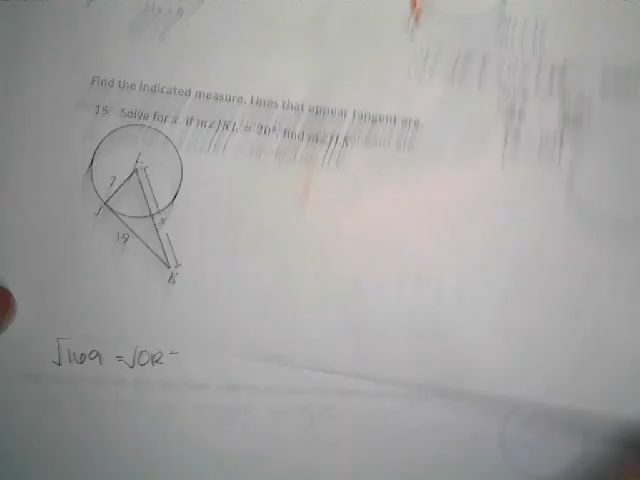 Find the indicated measure. Lines that appear tangent are
15. Solve for x. If m∠JKL = 20°, find m∠JLK
L
7
J
x
19
K
√169 = √OR